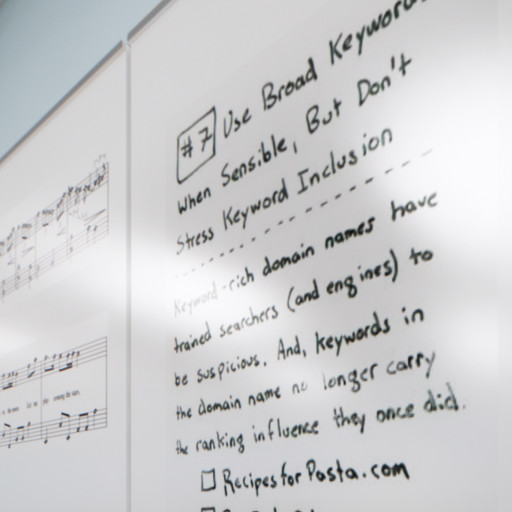 #7 Use Broad Keyword
When Sensible, But Don't
Stress Keyword Inclusion
Keyword-rich domain names have
trained searchers (and engines) to
be suspicious. And, keywords in
the domain name no longer carry
the ranking influence they once did.
RecipesforPasta.com